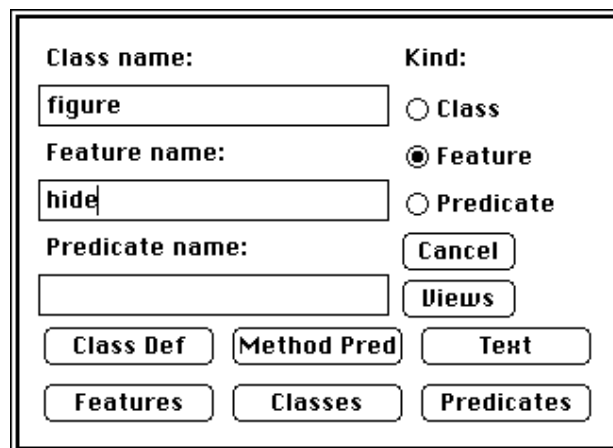 Class name:
Kind:
figure
Class
Feature name:
Feature
hide
Predicate
Predicate name:
Cancel
Views
Class Def
Method Pred
Text
Features
Classes
Predicates